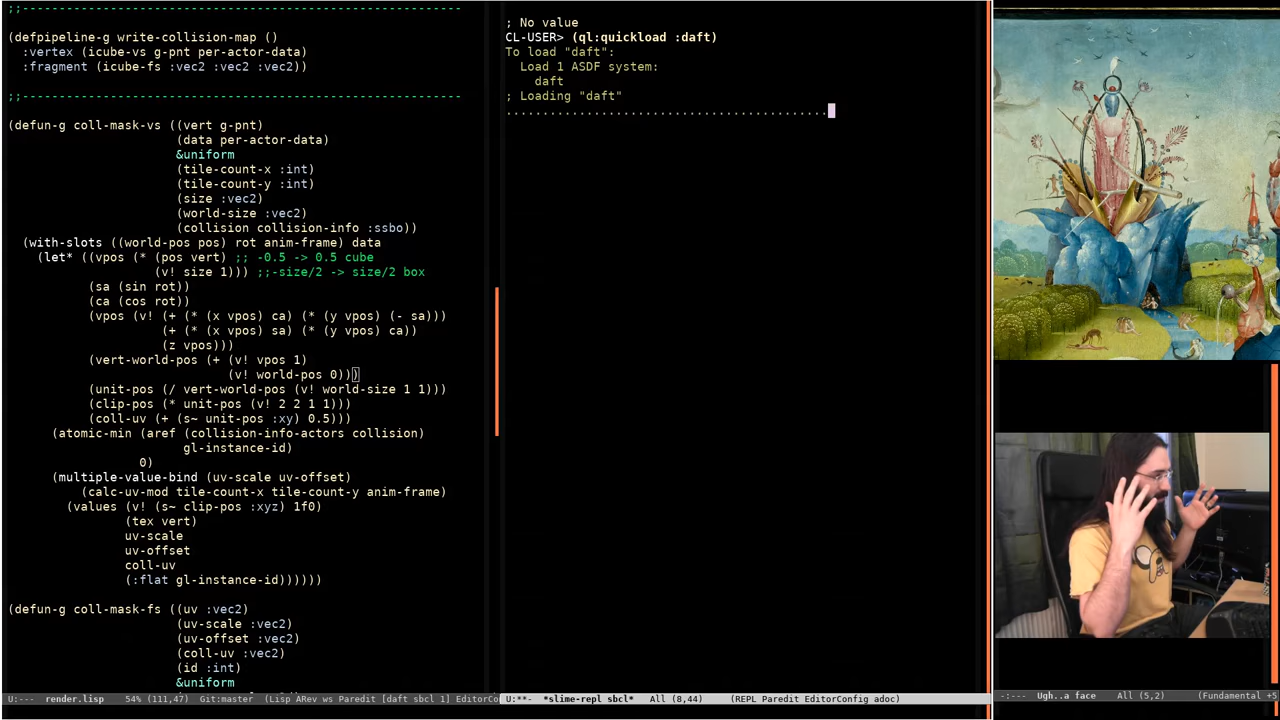 ;;------------------------------------------------------
(defpipeline-g write-collision-map ()
:vertex (icube-vs g-pnt per-actor-data)
:fragment (icube-fs :vec2 :vec2 :vec2))
;;------------------------------------------------------
(defun-g coll-mask-vs ((vert g-pnt)
(data per-actor-data)
&uniform
(tile-count-x :int)
(tile-count-y :int)
(size :vec2)
(world-size :vec2)
(collision collision-info :ssbo))
(with-slots ((world-pos pos) rot anim-frame) data
(let* ((vpos (* (pos vert) ;; -0.5 -> 0.5 cube
(v! size 1))) ;;-size/2 -> size/2 box
(sa (sin rot))
(ca (cos rot))
(vpos (v! (+ (* (x vpos) ca) (* (y vpos) (- sa)))
(+ (* (x vpos) sa) (* (y vpos) ca))
(z vpos)))
(vert-world-pos (+ (v! vpos 1)
(v! world-pos 0)))
(unit-pos (/ vert-world-pos (v! world-size 1 1)))
(clip-pos (* unit-pos (v! 2 2 1 1)))
(coll-uv (+ (s~ unit-pos :xy) 0.5)))
(atomic-min (aref (collision-info-actors collision)
gl-instance-id)
0)
(multiple-value-bind (uv-scale uv-offset)
(calc-uv-mod tile-count-x tile-count-y anim-frame)
(values (v! (s~ clip-pos :xyz) 1f0)
(tex vert)
uv-scale
uv-offset
coll-uv
(:flat gl-instance-id))))))
(defun-g coll-mask-fs ((uv :vec2)
(uv-scale :vec2)
(uv-offset :vec2)
(coll-uv :vec2)
(id :int)
&uniform
U:--- render.lisp 54% (111,47) Git:master (Lisp ARev ws Paredit [daft sbcl 1] EditorCo
; No value
CL-USER> (ql:quickload :daft)
To load "daft":
Load 1 ASDF system:
daft
; Loading "daft"
............................................
U:**- *slime-repl sbcl* All (8,44) (REPL Paredit EditorConfig adoc)
-:--- Ugh..a face All (5,2) (Fundamental +5